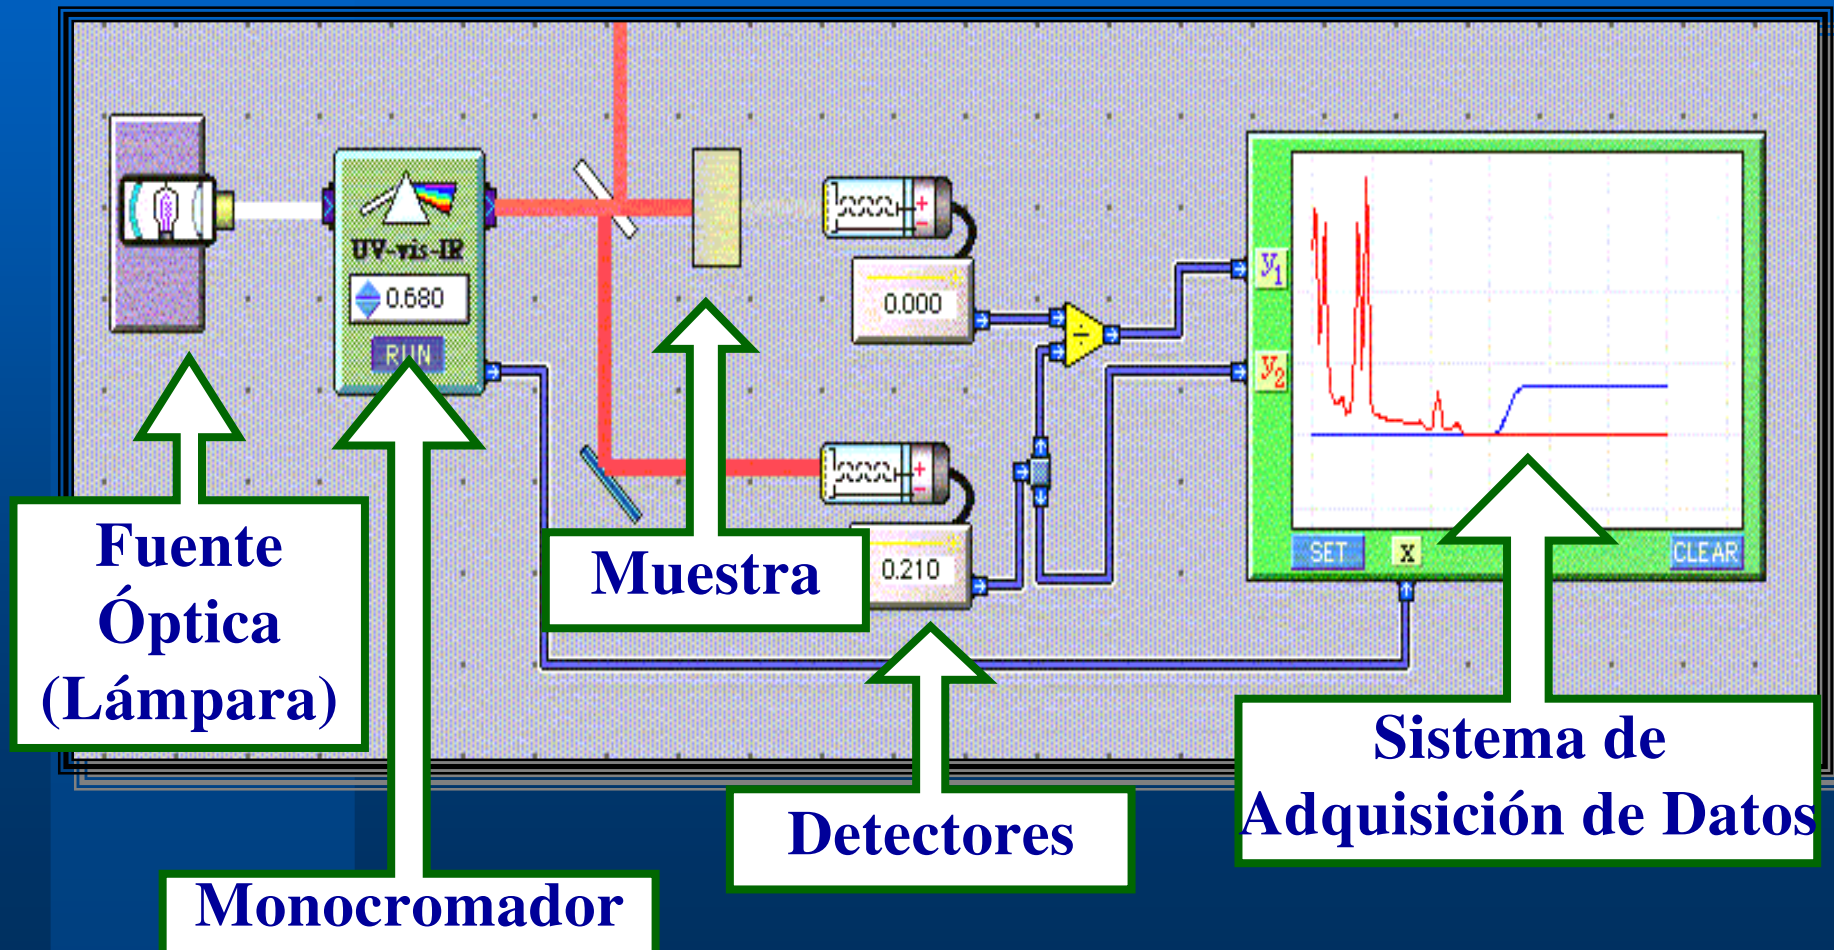 UV-vis-IR
0.680
RUN
+
−
0.000
÷
y1
y2
+
−
0.210
SET
X
CLEAR
Fuente
Óptica
(Lámpara)
Muestra
Sistema de
Adquisición de Datos
Detectores
Monocromador